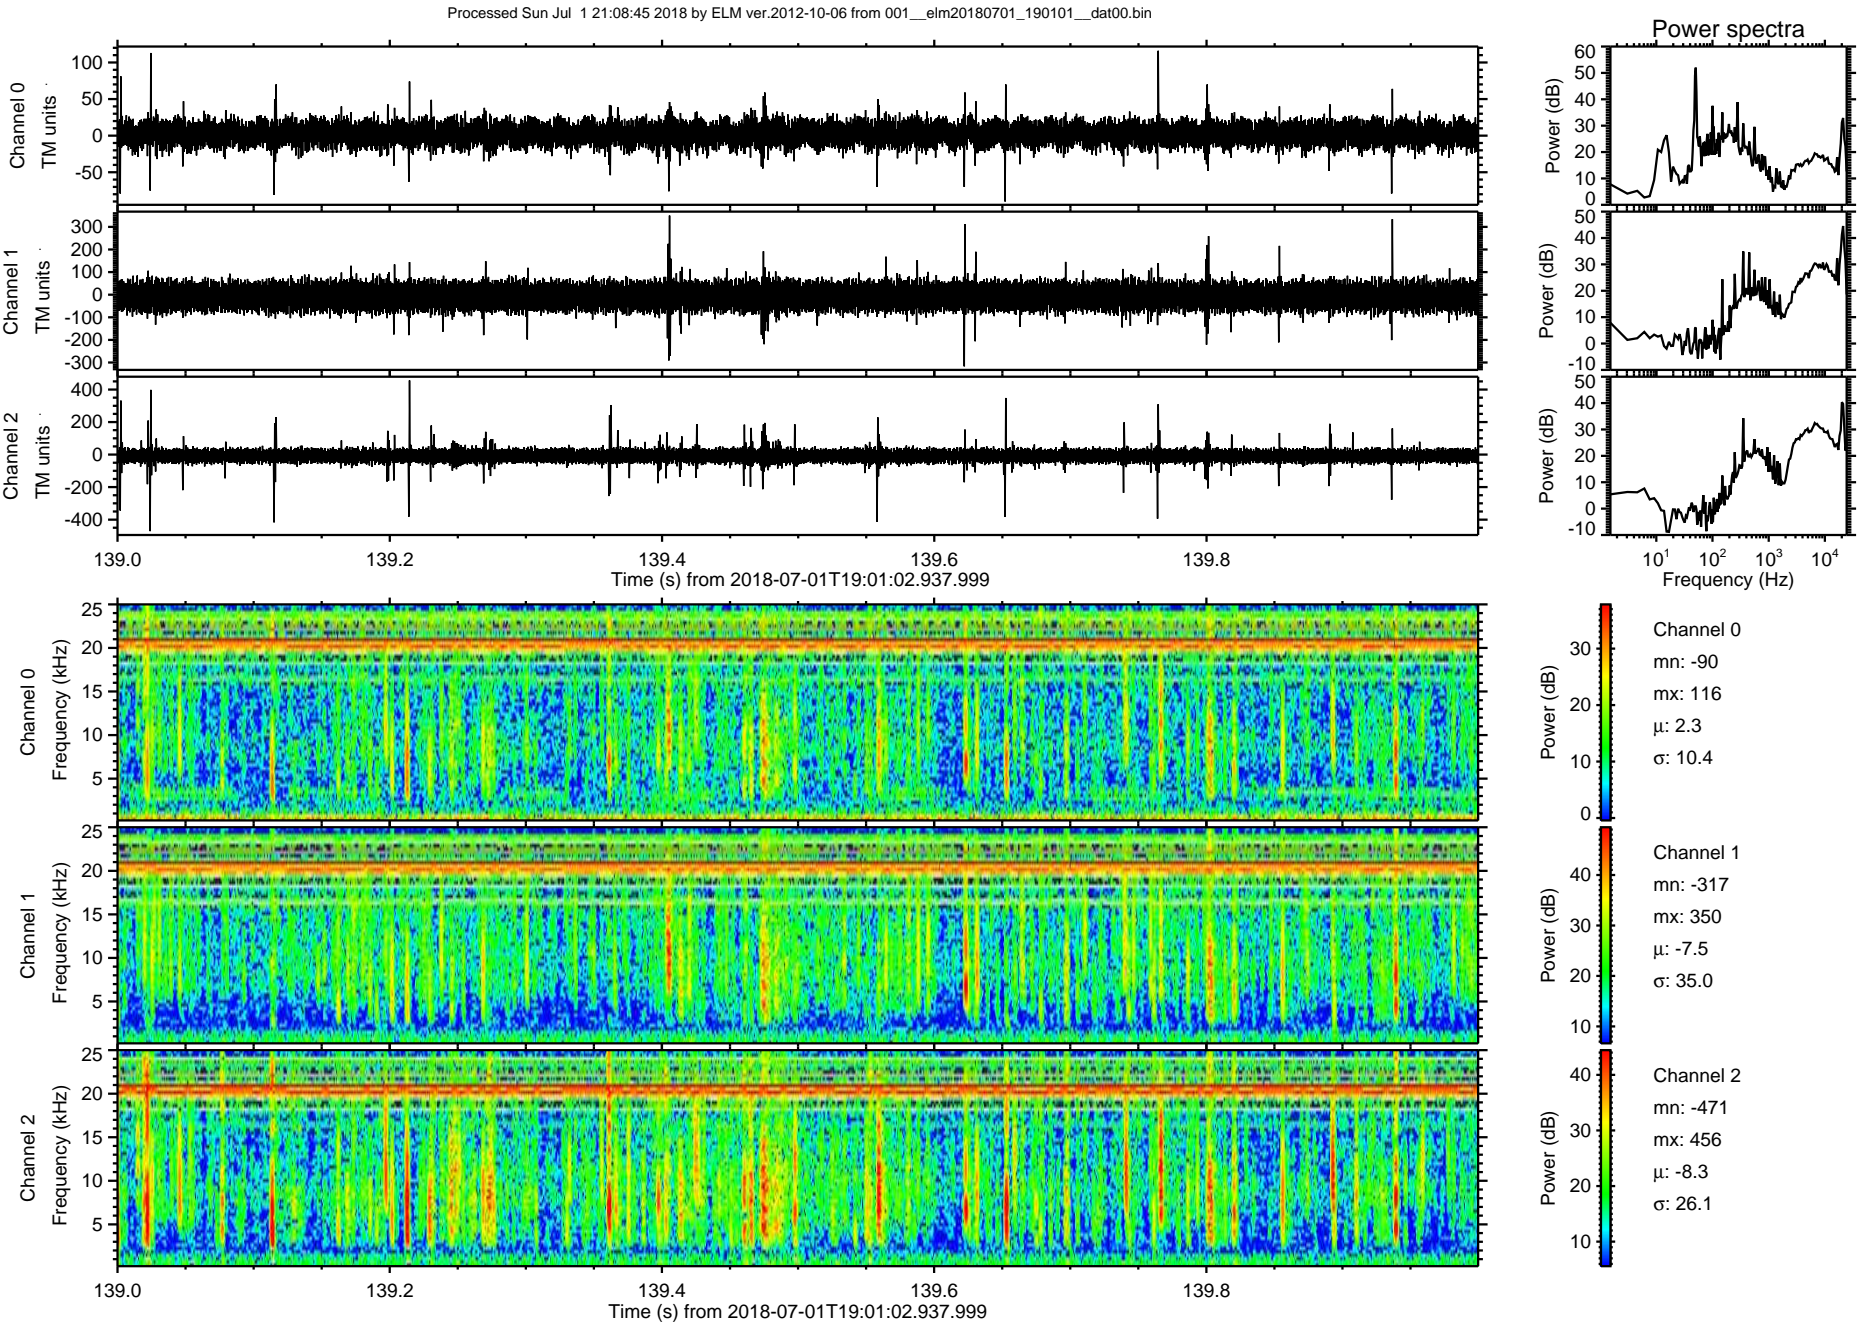 Processed Sun Jul 1 21:08:45 2018 by ELM ver.2012-10-06 from 001__elm20180701_190101__dat00.bin
Power spectra
Channel 0
TM units
100
50
0
-50
Power (dB)
60
50
40
30
20
10
0
Channel 1
TM units
300
200
100
0
-100
-200
-300
Power (dB)
50
40
30
20
10
0
-10
Channel 2
TM units
400
200
0
-200
-400
Power (dB)
50
40
30
20
10
0
-10
139.0 139.2 139.4 139.6 139.8
Time (s) from 2018-07-01T19:01:02.937.999
10^1 10^2 10^3 10^4
Frequency (Hz)
Channel 0
Frequency (kHz)
25
20
15
10
5
Power (dB)
30
20
10
0
Channel 0
mn: -90
mx: 116
μ: 2.3
σ: 10.4
Channel 1
Frequency (kHz)
25
20
15
10
5
Power (dB)
40
30
20
10
Channel 1
mn: -317
mx: 350
μ: -7.5
σ: 35.0
Channel 2
Frequency (kHz)
25
20
15
10
5
Power (dB)
40
30
20
10
Channel 2
mn: -471
mx: 456
μ: -8.3
σ: 26.1
139.0 139.2 139.4 139.6 139.8
Time (s) from 2018-07-01T19:01:02.937.999